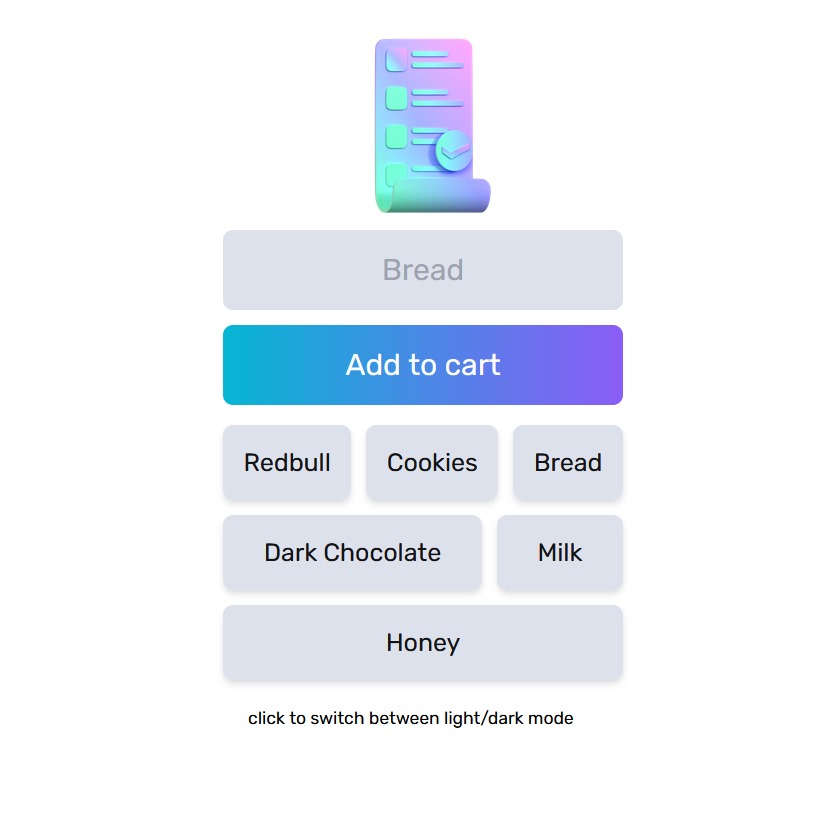 Bread
Add to cart
Redbull Cookies Bread
Dark Chocolate Milk
Honey
click to switch between light/dark mode